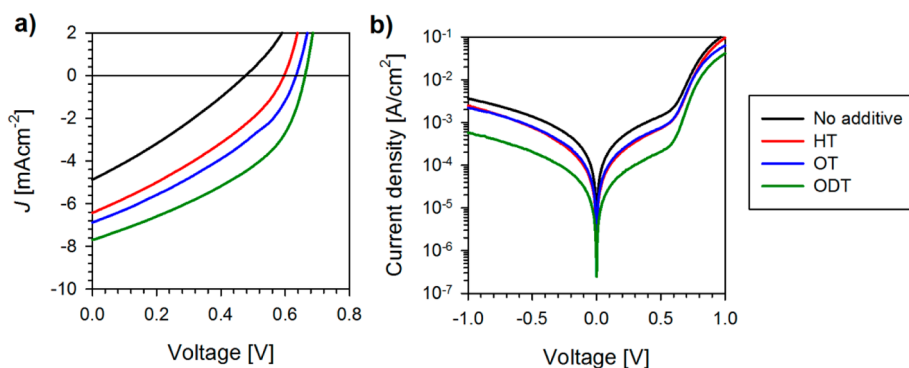 a)
2
0
-2
-4
-6
-8
-10
J [mAcm⁻²]
0.0 0.2 0.4 0.6 0.8
Voltage [V]
b)
10⁻¹
10⁻²
10⁻³
10⁻⁴
10⁻⁵
10⁻⁶
10⁻⁷
Current density [A/cm²]
-1.0 -0.5 0.0 0.5 1.0
Voltage [V]
No additive
HT
OT
ODT